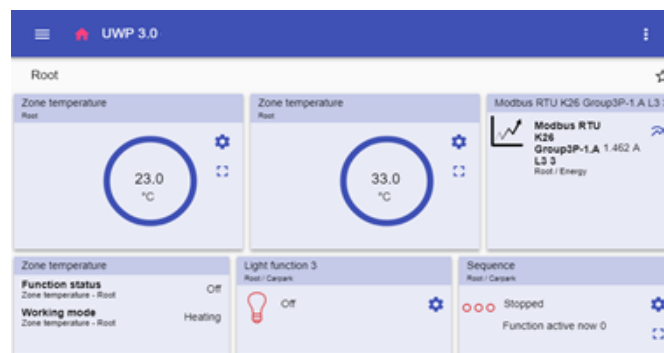 UWP 3.0
Root
Zone temperature
Root
23.0
°C
Zone temperature
Root
33.0
°C
Modbus RTU K26 Group3P-1.A L3 3
Modbus RTU
K26
Group3P-1.A
L3 3
1.462 A
Root / Energy
Zone temperature
Function status
Zone temperature - Root
Off
Working mode
Zone temperature - Root
Heating
Light function 3
Root / Carpark
Off
Sequence
Root / Carpark
Stopped
Function active now 0